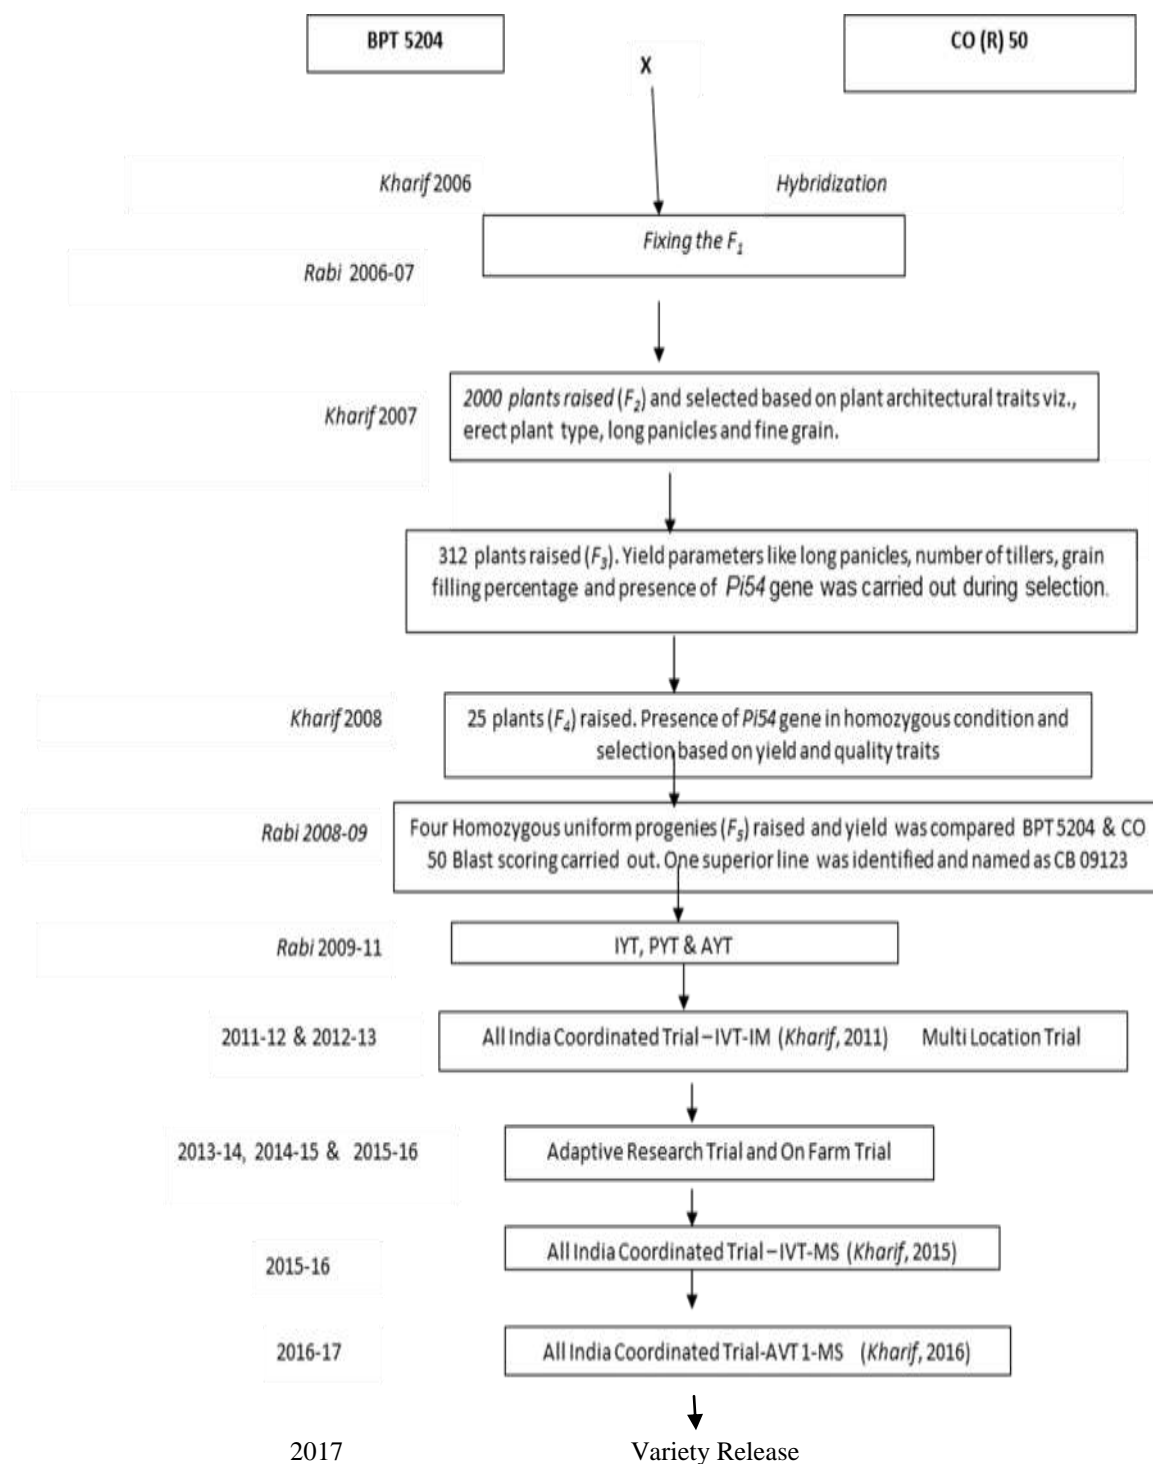 BPT 5204
X
CO (R) 50
Kharif 2006
Hybridization
Fixing the F1
Rabi 2006-07
Kharif 2007
2000 plants raised (F2) and selected based on plant architectural traits viz.,
erect plant type, long panicles and fine grain.
312 plants raised (F3). Yield parameters like long panicles, number of tillers, grain
filling percentage and presence of Pi54 gene was carried out during selection.
Kharif 2008
25 plants (F4) raised. Presence of Pi54 gene in homozygous condition and
selection based on yield and quality traits
Rabi 2008-09
Four Homozygous uniform progenies (F5) raised and yield was compared BPT 5204 & CO
50 Blast scoring carried out. One superior line was identified and named as CB 09123
Rabi 2009-11
IYT, PYT & AYT
2011-12 & 2012-13
All India Coordinated Trial – IVT-IM (Kharif, 2011) Multi Location Trial
2013-14, 2014-15 & 2015-16
Adaptive Research Trial and On Farm Trial
2015-16
All India Coordinated Trial – IVT-MS (Kharif, 2015)
2016-17
All India Coordinated Trial-AVT 1-MS (Kharif, 2016)
2017
Variety Release